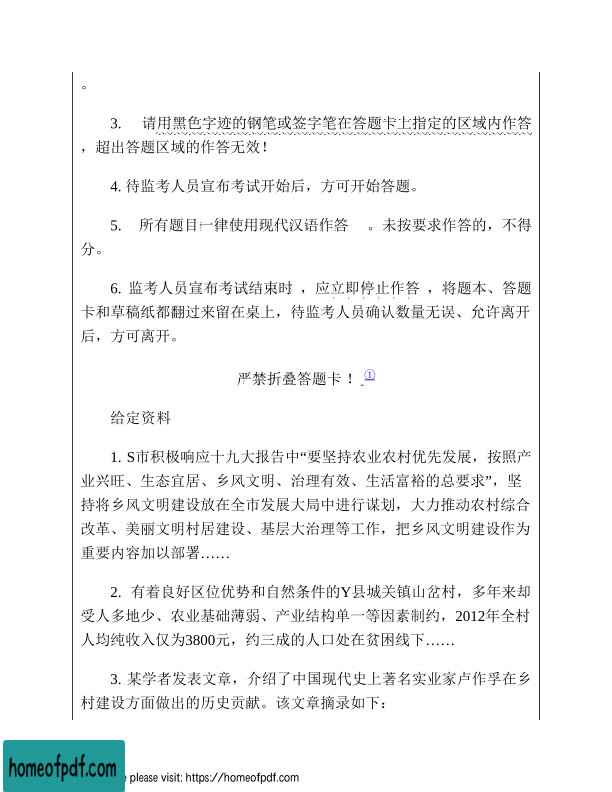 。
3. 请用黑色字迹的钢笔或签字笔在答题卡上指定的区域内作答
，超出答题区域的作答无效！
4. 待监考人员宣布考试开始后，方可开始答题。
5. 所有题目一律使用现代汉语作答 。未按要求作答的，不得
分。
6. 监考人员宣布考试结束时 ，应立即停止作答 ，将题本、答题
卡和草稿纸都翻过来留在桌上，待监考人员确认数量无误、允许离开
后，方可离开。
严禁折叠答题卡！ ①
给定资料
1. S市积极响应十九大报告中“要坚持农业农村优先发展，按照产
业兴旺、生态宜居、乡风文明、治理有效、生活富裕的总要求”，坚
持将乡风文明建设放在全市发展大局中进行谋划，大力推动农村综合
改革、美丽文明村居建设、基层大治理等工作，把乡风文明建设作为
重要内容加以部署……
2. 有着良好区位优势和自然条件的Y县城关镇山岔村，多年来却
受人多地少、农业基础薄弱、产业结构单一等因素制约，2012年全村
人均纯收入仅为3800元，约三成的人口处在贫困线下……
3. 某学者发表文章，介绍了中国现代史上著名实业家卢作孚在乡
村建设方面做出的历史贡献。该文章摘录如下：
homeofpdf.com
please visit: https://homeofpdf.com